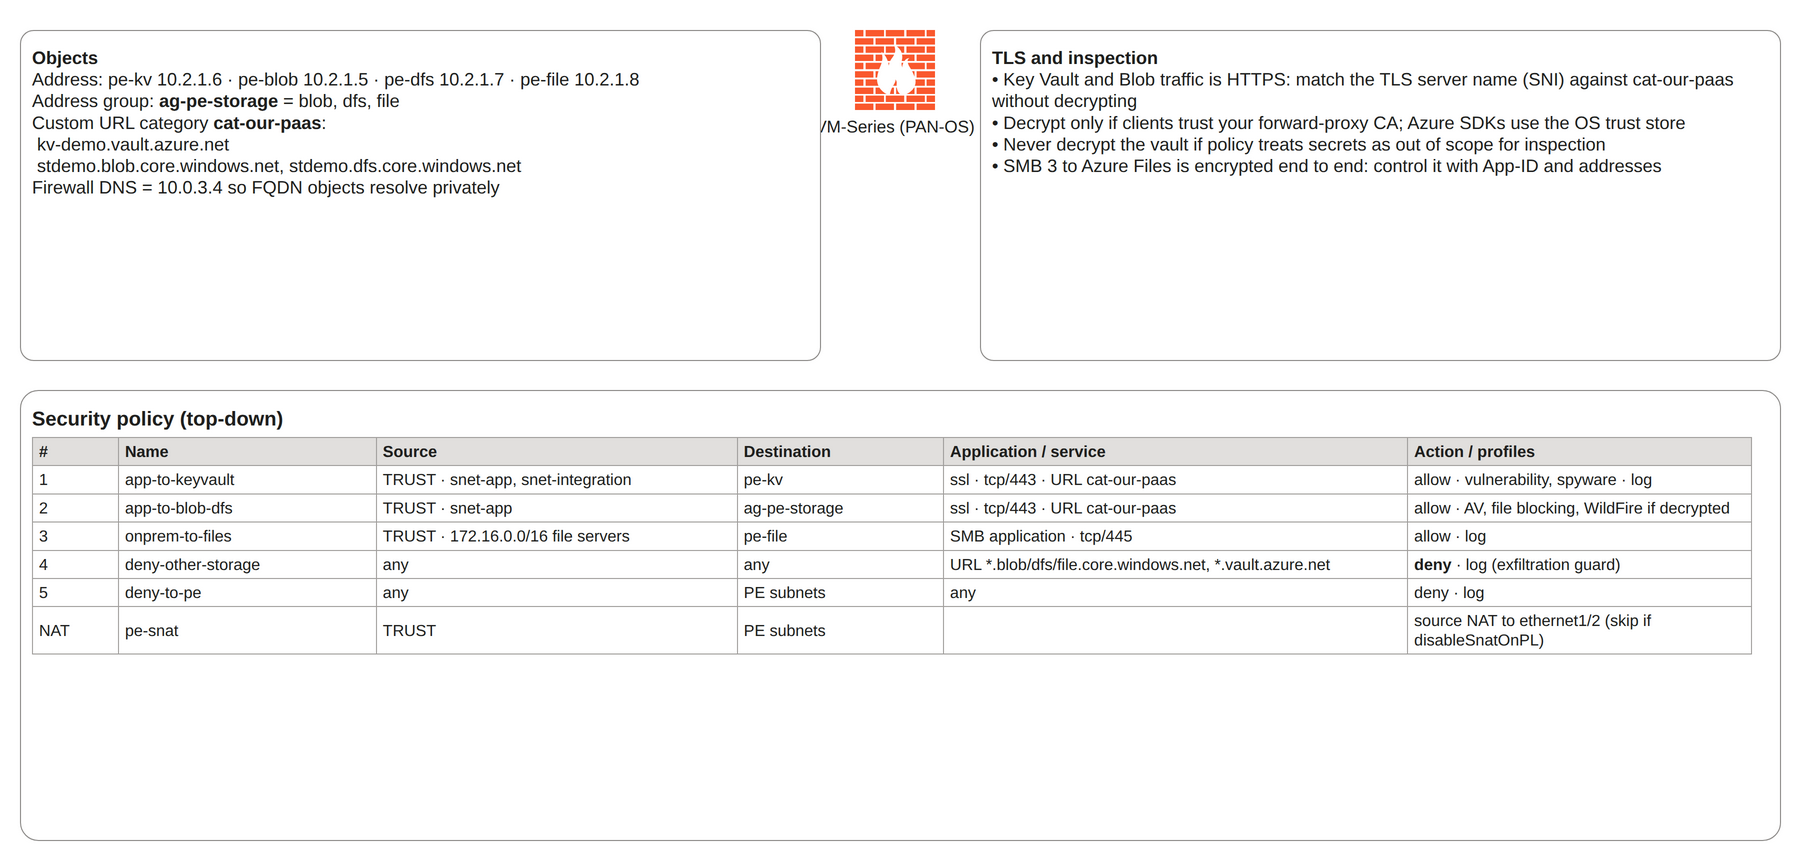 Objects
Address: pe-kv 10.2.1.6 · pe-blob 10.2.1.5 · pe-dfs 10.2.1.7 · pe-file 10.2.1.8
Address group: ag-pe-storage = blob, dfs, file
Custom URL category cat-our-paas:
kv-demo.vault.azure.net
stdemo.blob.core.windows.net, stdemo.dfs.core.windows.net
Firewall DNS = 10.0.3.4 so FQDN objects resolve privately
VM-Series (PAN-OS)
TLS and inspection
• Key Vault and Blob traffic is HTTPS: match the TLS server name (SNI) against cat-our-paas
without decrypting
• Decrypt only if clients trust your forward-proxy CA; Azure SDKs use the OS trust store
• Never decrypt the vault if policy treats secrets as out of scope for inspection
• SMB 3 to Azure Files is encrypted end to end: control it with App-ID and addresses
Security policy (top-down)
# Name Source Destination Application / service Action / profiles
1 app-to-keyvault TRUST · snet-app, snet-integration pe-kv ssl · tcp/443 · URL cat-our-paas allow · vulnerability, spyware · log
2 app-to-blob-dfs TRUST · snet-app ag-pe-storage ssl · tcp/443 · URL cat-our-paas allow · AV, file blocking, WildFire if decrypted
3 onprem-to-files TRUST · 172.16.0.0/16 file servers pe-file SMB application · tcp/445 allow · log
4 deny-other-storage any any URL *.blob/dfs/file.core.windows.net, *.vault.azure.net deny · log (exfiltration guard)
5 deny-to-pe any PE subnets any deny · log
NAT pe-snat TRUST PE subnets source NAT to ethernet1/2 (skip if
disableSnatOnPL)